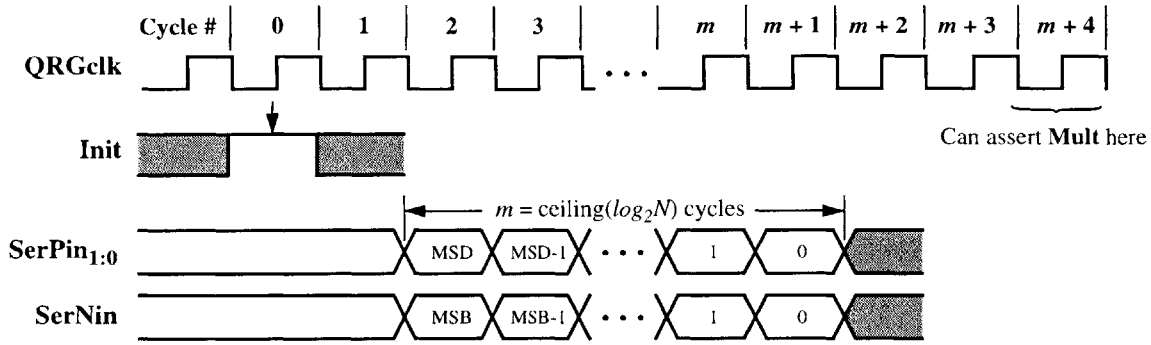 Cycle # 0 1 2 3 m m + 1 m + 2 m + 3 m + 4
QRGclk
• • •
Can assert Mult here
Init
m = ceiling(log₂N) cycles
SerPin₁:₀ MSD MSD-1 • • • 1 0
SerNin MSB MSB-1 • • • 1 0